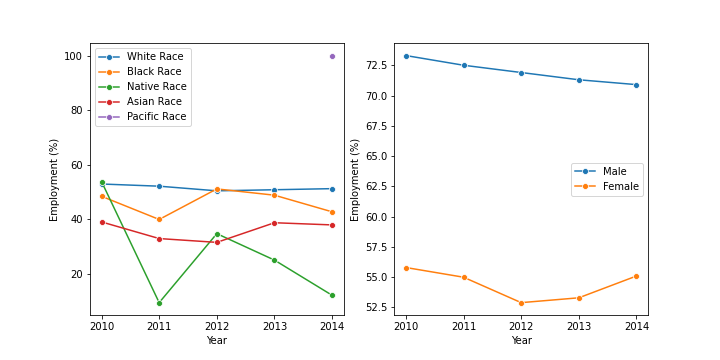 100
80
60
40
20
Employment (%)
White Race
Black Race
Native Race
Asian Race
Pacific Race
2010 2011 2012 2013 2014
Year
72.5
70.0
67.5
65.0
62.5
60.0
57.5
55.0
52.5
Employment (%)
Male
Female
2010 2011 2012 2013 2014
Year